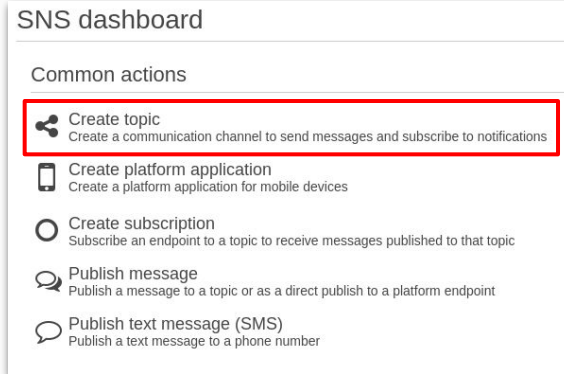 SNS dashboard
Common actions
Create topic
Create a communication channel to send messages and subscribe to notifications
Create platform application
Create a platform application for mobile devices
Create subscription
Subscribe an endpoint to a topic to receive messages published to that topic
Publish message
Publish a message to a topic or as a direct publish to a platform endpoint
Publish text message (SMS)
Publish a text message to a phone number